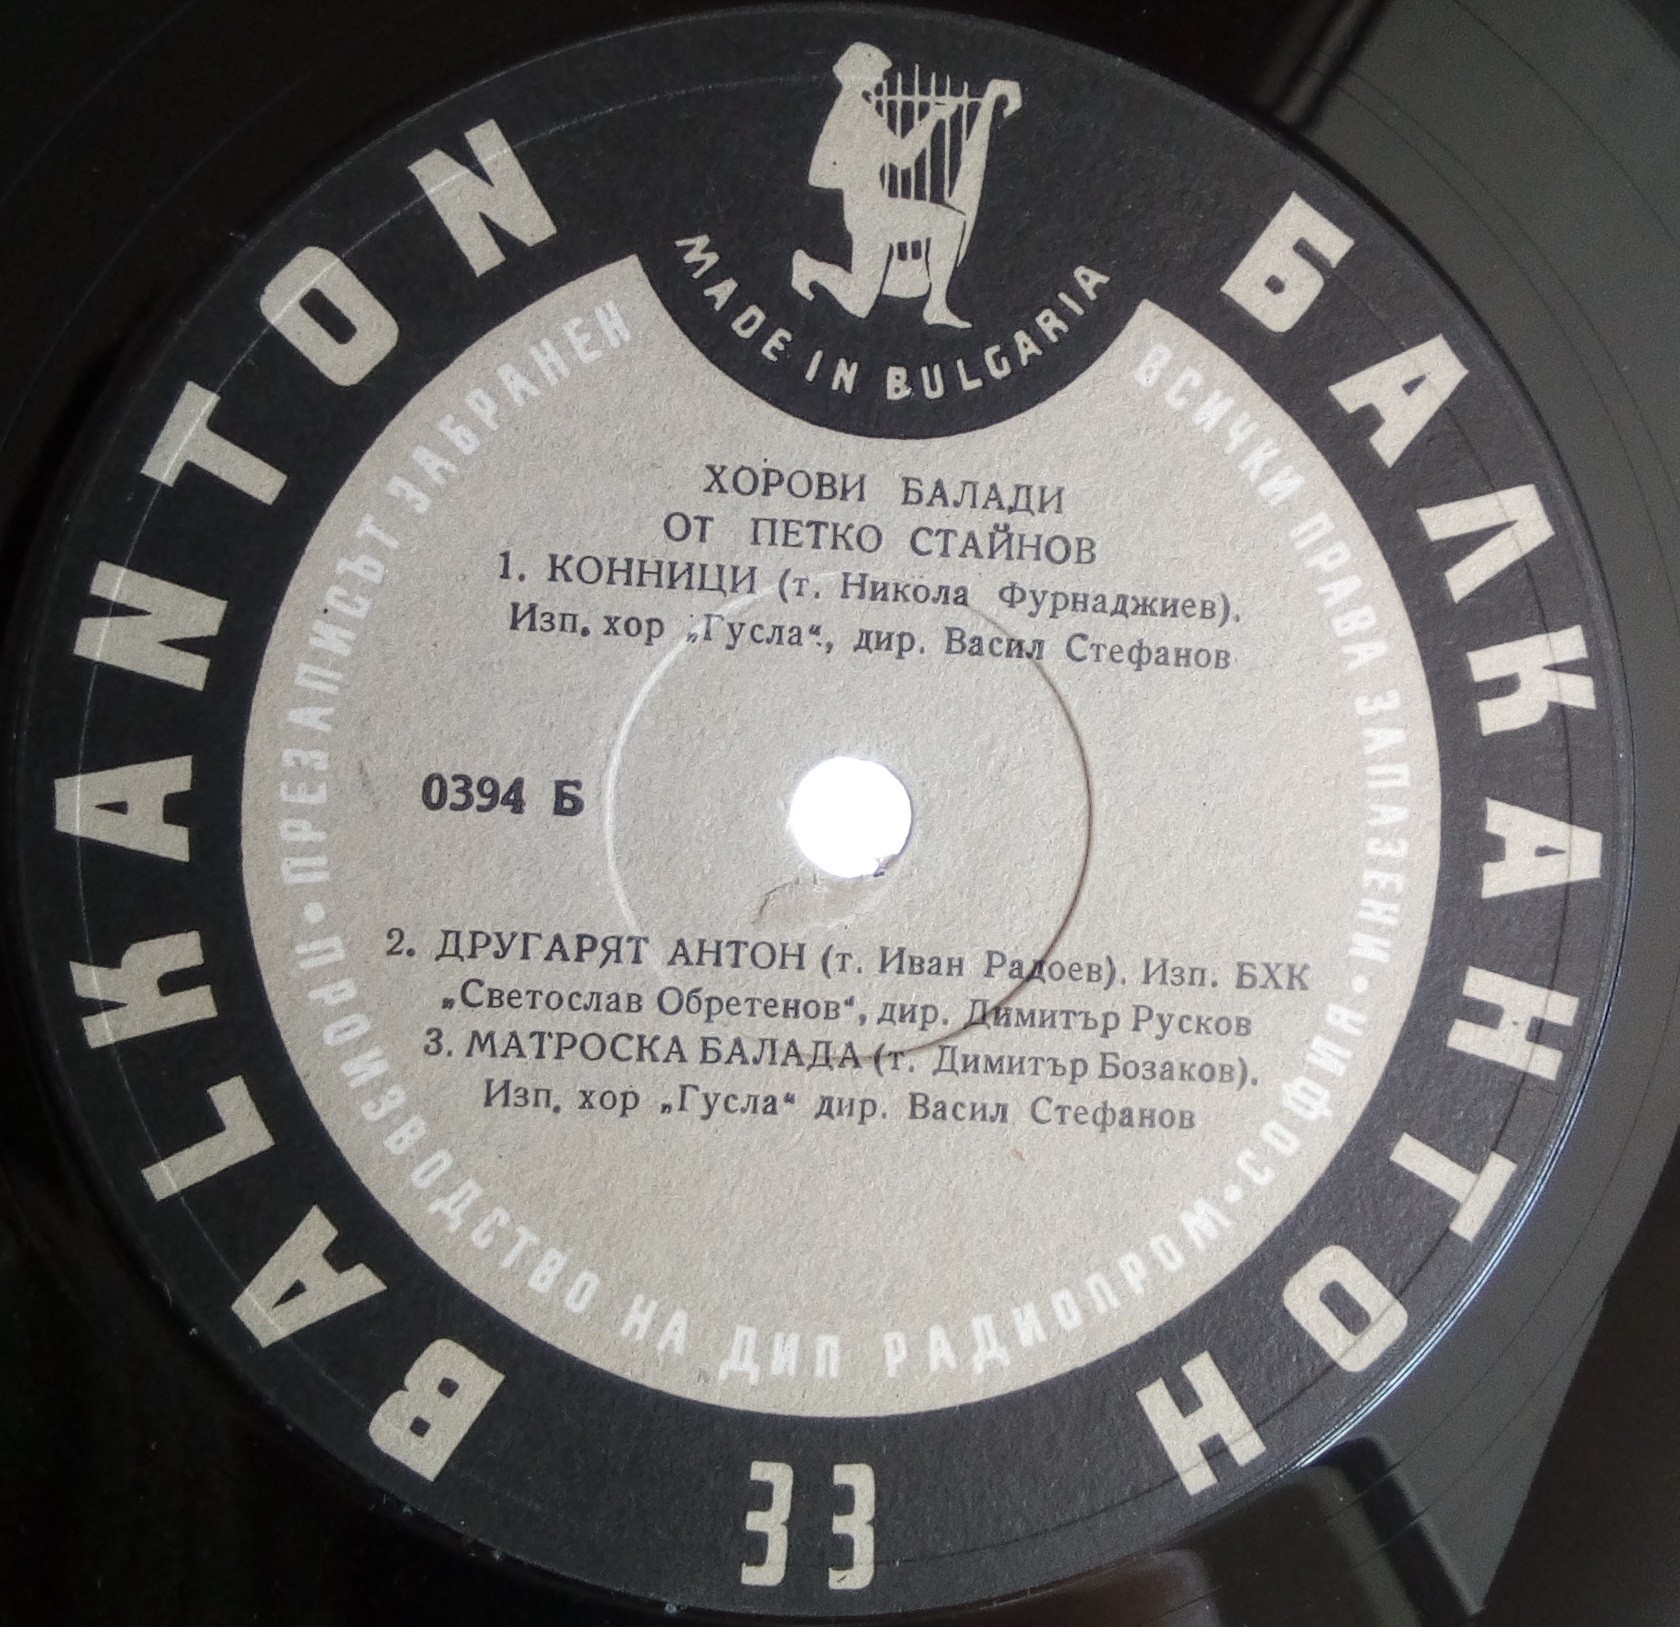 BALKANTON
БАЛКАНТОН
MADE IN BULGARIA
ВСИЧКИ ПРАВА ЗАПАЗЕНИ • СОФИЯ •
ПРОИЗВОДСТВО НА ДИП РАДИОПРОМ •
ПРЕЗАПИСЪТ ЗАБРАНЕН
ХОРОВИ БАЛАДИ
ОТ ПЕТКО СТАЙНОВ
1. КОННИЦИ (т. Никола Фурнаджиев).
Изп. хор „Гусла“, дир. Васил Стефанов
0394 Б
2. ДРУГАРЯТ АНТОН (т. Иван Радоев). Изп. БХК
„Светослав Обретенов“, дир. Димитър Русков
3. МАТРОСКА БАЛАДА (т. Димитър Бозаков).
Изп. хор „Гусла“ дир. Васил Стефанов
33